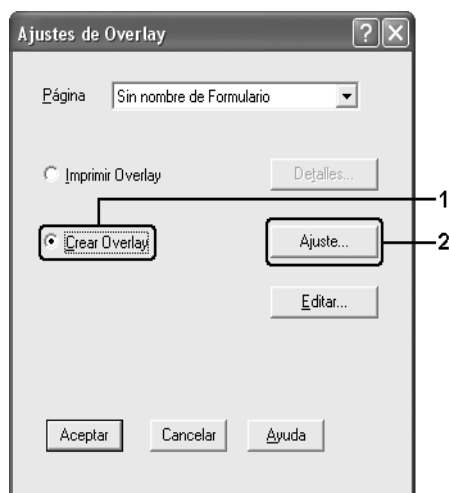 Ajustes de Overlay
Página Sin nombre de Formulario
Imprimir Overlay Detalles...
1
Crear Overlay Ajuste... 2
Editar...
Aceptar Cancelar Ayuda